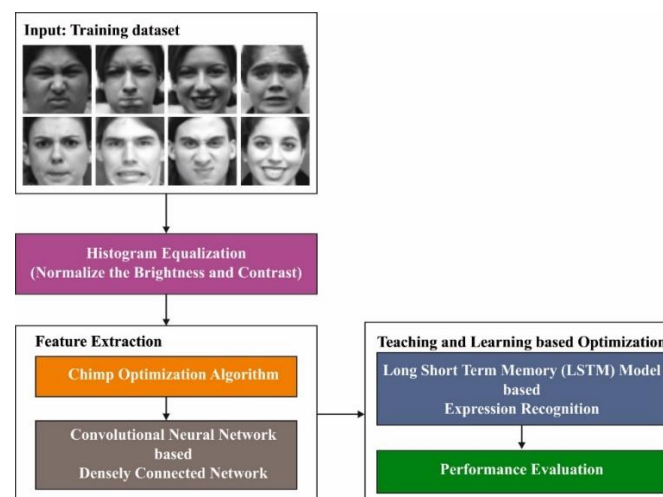 Input: Training dataset
Histogram Equalization
(Normalize the Brightness and Contrast)
Feature Extraction
Chimp Optimization Algorithm
Convolutional Neural Network
based
Densely Connected Network
Teaching and Learning based Optimization
Long Short Term Memory (LSTM) Model
based
Expression Recognition
Performance Evaluation